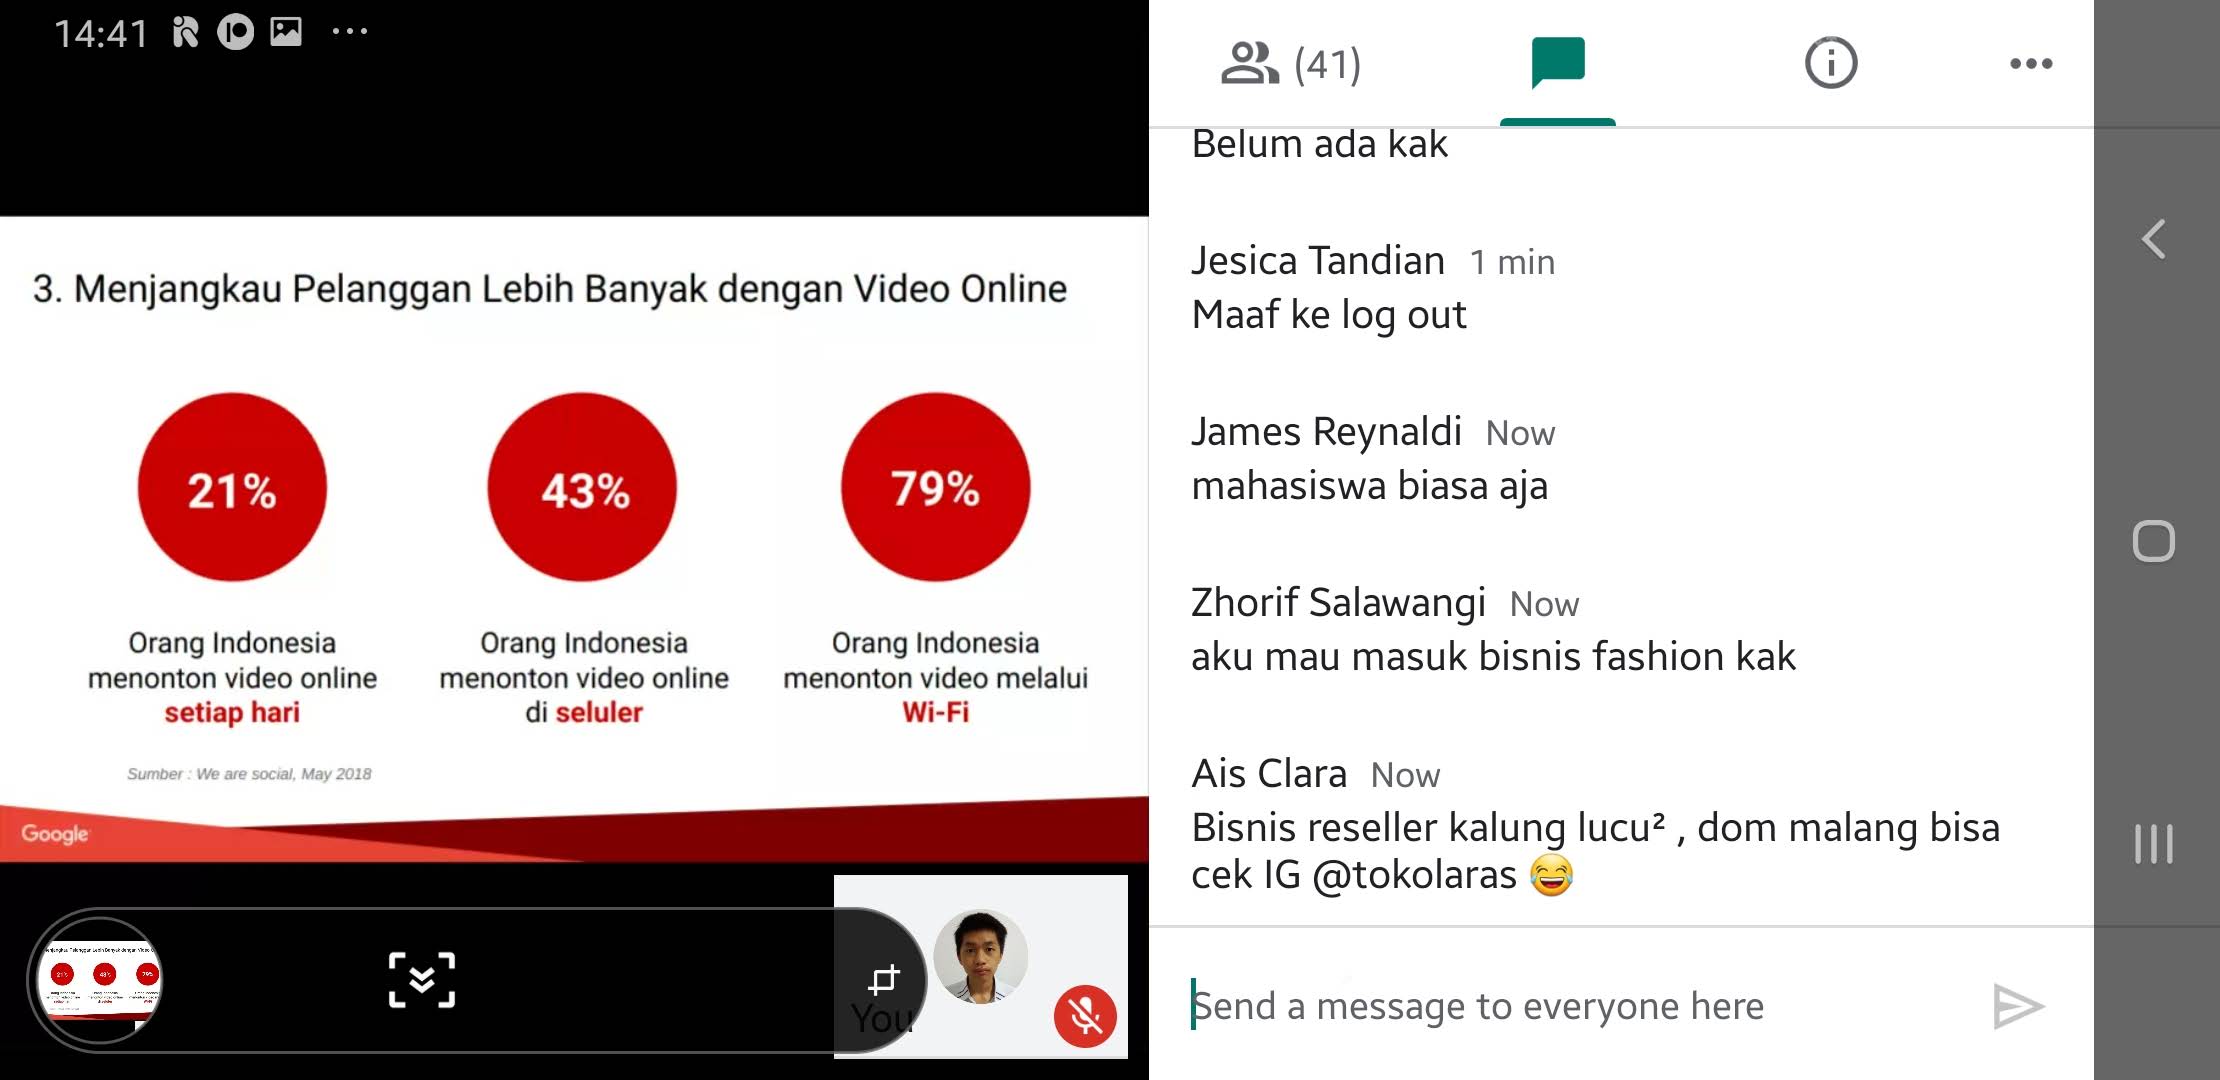 14:41
3. Menjangkau Pelanggan Lebih Banyak dengan Video Online
21%
43%
79%
Orang Indonesia
menonton video online
setiap hari
Orang Indonesia
menonton video online
di seluler
Orang Indonesia
menonton video melalui
Wi-Fi
Sumber : We are social, May 2018
Google
You
(41)
Belum ada kak
Jesica Tandian 1 min
Maaf ke log out
James Reynaldi Now
mahasiswa biasa aja
Zhorif Salawangi Now
aku mau masuk bisnis fashion kak
Ais Clara Now
Bisnis reseller kalung lucu² , dom malang bisa
cek IG @tokolaras 😂
Send a message to everyone here